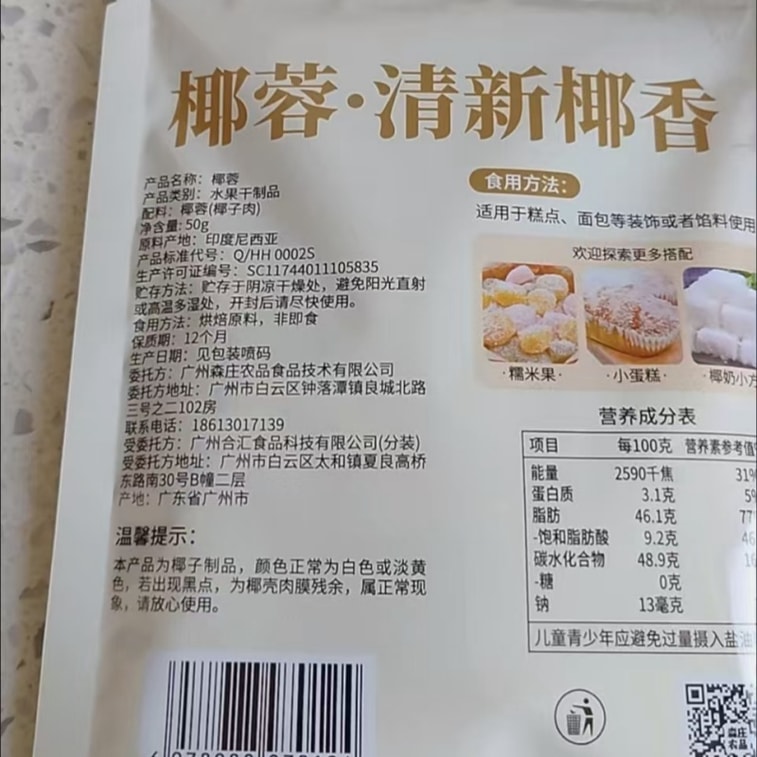 椰蓉·清新椰香
产品名称：椰蓉
产品类别：水果干制品
配料：椰蓉(椰子肉)
净含量:50g
原料产地：印度尼西亚
产品标准代号：Q/HH 0002S
生产许可证编号：SC11744011105835
贮存方法：贮存于阴凉干燥处，避免阳光直射
或高温多湿处，开封后请尽快使用。
食用方法：烘焙原料，非即食
保质期：12个月
生产日期：见包装喷码
委托方：广州森庄农品食品技术有限公司
委托方地址：广州市白云区钟落潭镇良城北路
三号之二102房
联系电话：18613017139
受委托方：广州合汇食品科技有限公司(分装)
受委托方地址：广州市白云区太和镇夏良高桥
东路南30号B幢二层
产地：广东省广州市
温馨提示：
本产品为椰子制品，颜色正常为白色或淡黄
色，若出现黑点，为椰壳肉膜残余，属正常现
象，请放心使用。
食用方法：
适用于糕点、面包等装饰或者馅料使用
欢迎探索更多搭配
·糯米果· ·小蛋糕· ·椰奶小方
营养成分表
项目 每100克 营养素参考值
能量 2590千焦 31%
蛋白质 3.1克 5%
脂肪 46.1克 77
-饱和脂肪酸 9.2克 46
碳水化合物 48.9克 16
-糖 0克
钠 13毫克
儿童青少年应避免过量摄入盐油
森庄
农品